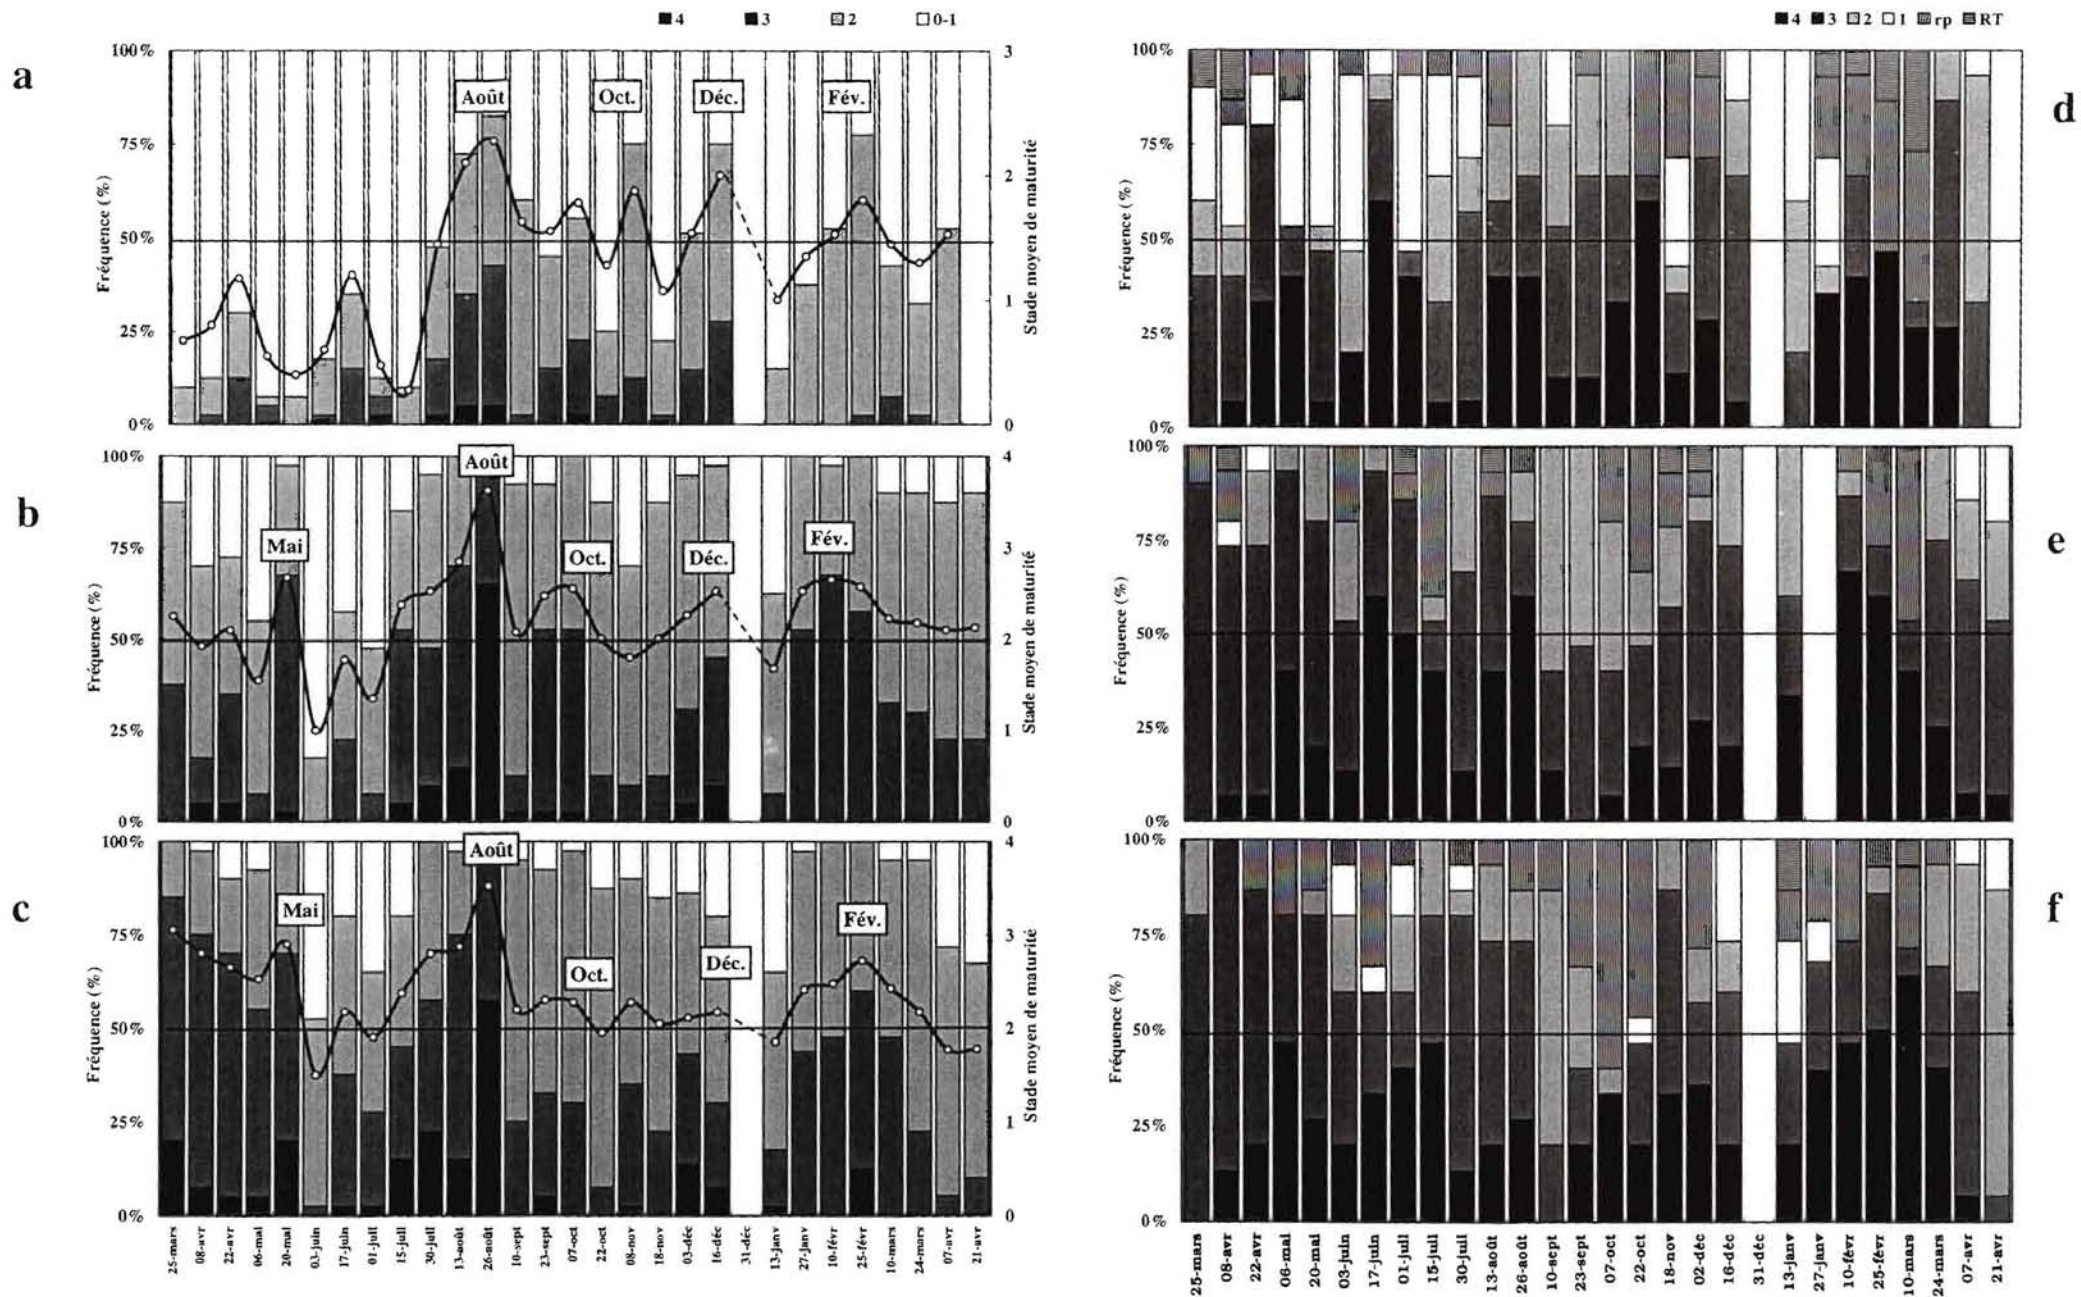 4 3 2 0-1
4 3 2 1 rp RT
a
100%
75%
50%
25%
0%
Fréquence (%)
Août
Oct.
Déc.
Fév.
3
2
1
0
Stade moyen de maturité
b
100%
75%
50%
25%
0%
Fréquence (%)
Mai
Août
Oct.
Déc.
Fév.
4
3
2
1
0
Stade moyen de maturité
c
100%
75%
50%
25%
0%
Fréquence (%)
Mai
Août
Oct.
Déc.
Fév.
4
3
2
1
0
Stade moyen de maturité
25-mars
08-avr
22-avr
06-mai
20-mai
03-juin
17-juin
01-juil
15-juil
30-juil
13-août
26-août
10-sept
23-sept
07-oct
22-oct
08-nov
18-nov
03-déc
16-déc
31-déc
13-janv
27-janv
10-févr
25-févr
10-mars
24-mars
07-avr
21-avr
d
100%
75%
50%
25%
0%
Fréquence (%)
e
100%
75%
50%
25%
0%
Fréquence (%)
f
100%
75%
50%
25%
0%
Fréquence (%)
25-mars
08-avr
22-avr
06-mai
20-mai
03-juin
17-juin
01-juil
15-juil
30-juil
13-août
26-août
10-sept
23-sept
07-oct
22-oct
18-nov
02-déc
16-déc
31-déc
13-janv
27-janv
10-févr
25-févr
10-mars
24-mars
07-avr
21-avr